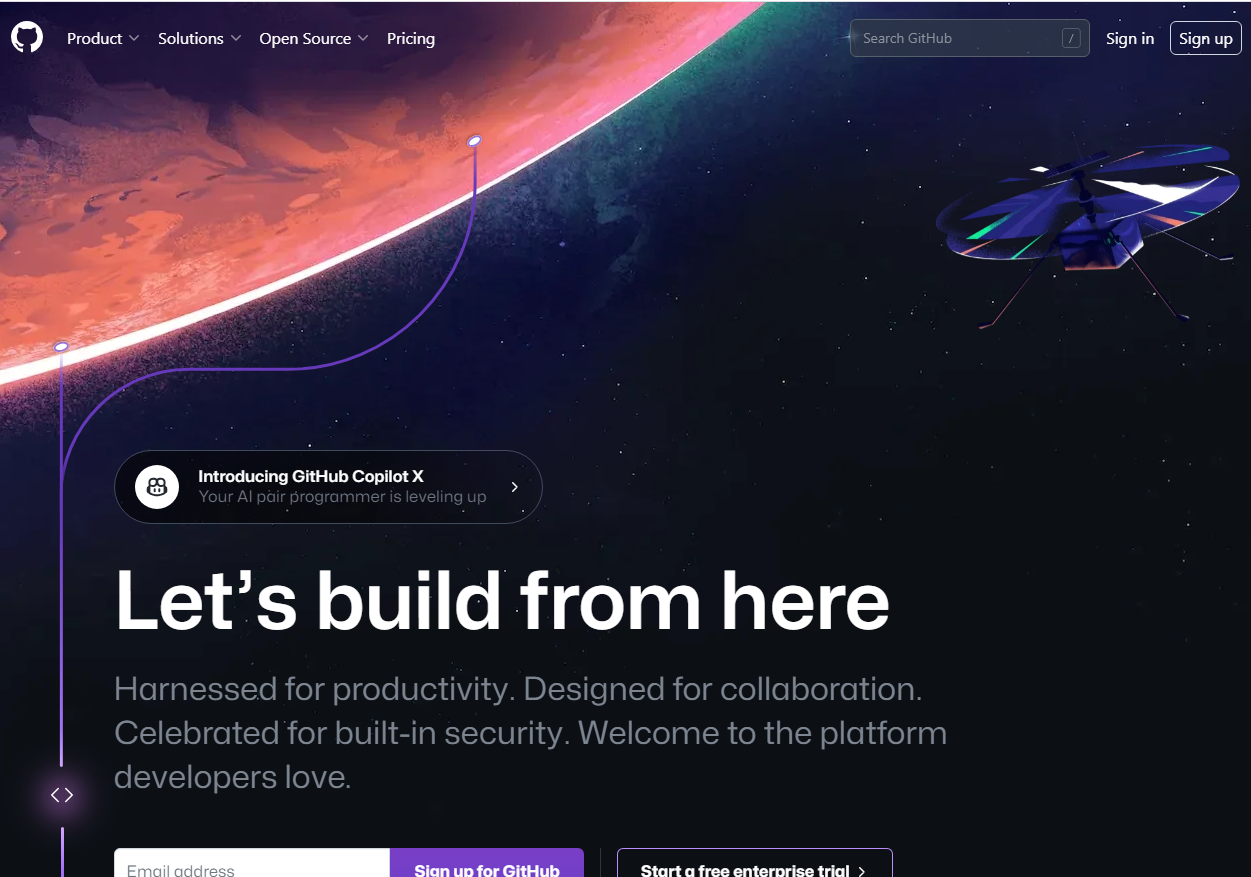 Product Solutions Open Source Pricing Search GitHub / Sign in Sign up
Introducing GitHub Copilot X
Your AI pair programmer is leveling up
Let’s build from here
Harnessed for productivity. Designed for collaboration.
Celebrated for built-in security. Welcome to the platform
developers love.
Email address Sign up for GitHub Start a free enterprise trial